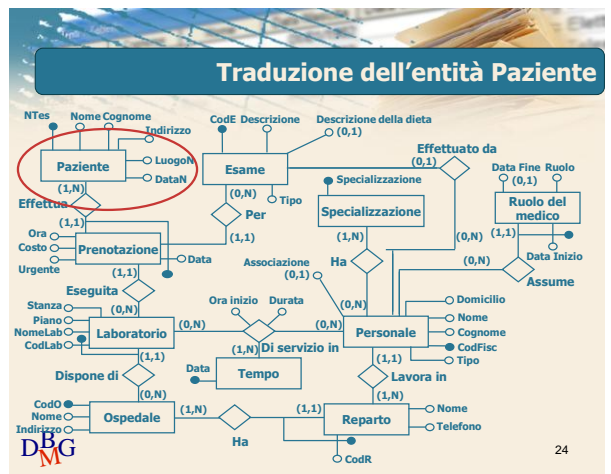 Traduzione dell'entità Paziente
NTes
Nome Cognome
Indirizzo
CodE Descrizione
Descrizione della dieta
(0,1)
Effettuato da
Paziente
LuogoN
DataN
Esame
(0,1)
Data Fine Ruolo
(0,1)
Specializzazione
(1,N)
Effettua
(0,N)
Tipo
Specializzazione
Ruolo del medico
(1,1)
Per
(1,1)
(1,1)
Ora
Costo
Urgente
Prenotazione
Data
(1,N)
(0,N)
Data Inizio
(1,1)
Associazione
(0,1)
Ha
(0,N)
Assume
Eseguita
Stanza
Piano
NomeLab
CodLab
(0,N)
Ora inizio
Durata
(0,N)
Domicilio
Nome
Cognome
CodFisc
Tipo
Laboratorio
(0,N)
(0,N)
Personale
(1,1)
(1,N)
Di servizio in
(1,1)
Data
Tempo
Dispone di
Lavora in
(0,N)
(1,N)
CodO
Nome
Indirizzo
Ospedale
(1,N)
(1,1)
Reparto
Nome
Telefono
Ha
CodR
DBMG
24